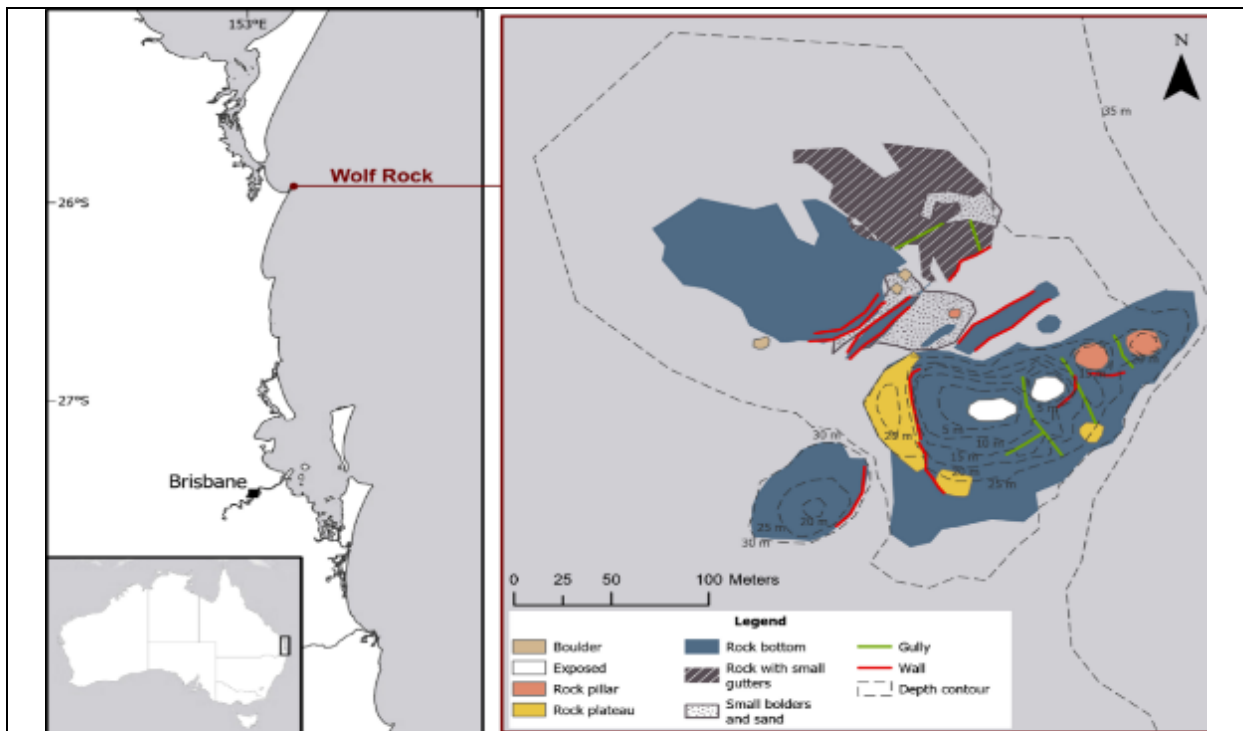 153°E
26°S
27°S
Wolf Rock
Brisbane
N
35 m
5 m
5 m
10 m
15 m
20 m
25 m
30 m
25 m
20 m
30 m
0 25 50 100 Meters
Legend
Boulder
Exposed
Rock pillar
Rock plateau
Rock bottom
Rock with small
gutters
Small bolders
and sand
Gully
Wall
Depth contour